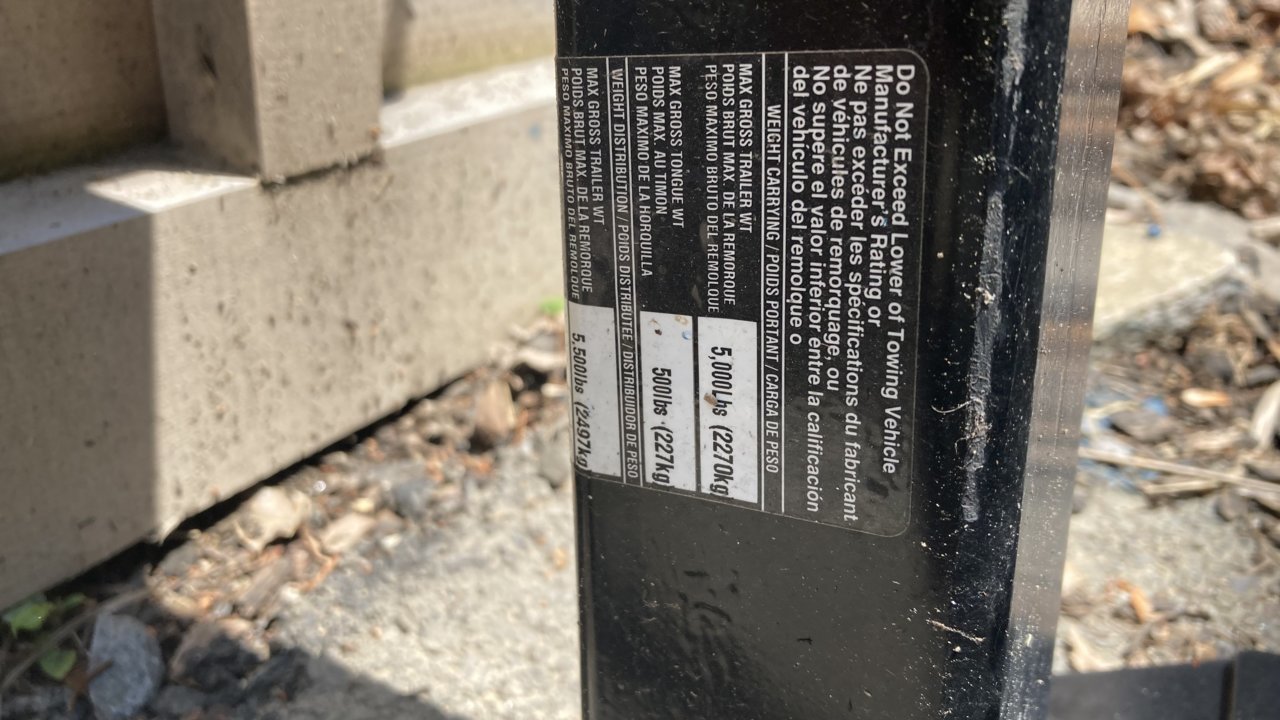 Do Not Exceed Lower of Towing Vehicle
Manufacturer's Rating or
Ne pas excéder les spécifications du fabricant
de véhicules de remorquage, ou
No supere el valor inferior entre la calificación
del vehículo del remolque o
WEIGHT CARRYING / POIDS PORTANT / CARGA DE PESO
MAX GROSS TRAILER WT
POIDS BRUT MAX. DE LA REMORQUE
PESO MAXIMO BRUTO DEL REMOLQUE
5,000Lbs (2270kg
MAX GROSS TONGUE WT
POIDS MAX. AU TIMON
PESO MAXIMO DE LA HORQUILLA
500lbs (227kg
WEIGHT DISTRIBUTION / POIDS DISTRIBUTEE / DISTRIBUIDOR DE PESO
MAX GROSS TRAILER WT
POIDS BRUT MAX. DE LA REMORQUE
PESO MAXIMO BRUTO DEL REMOLQUE
5,500lbs (2497kg)